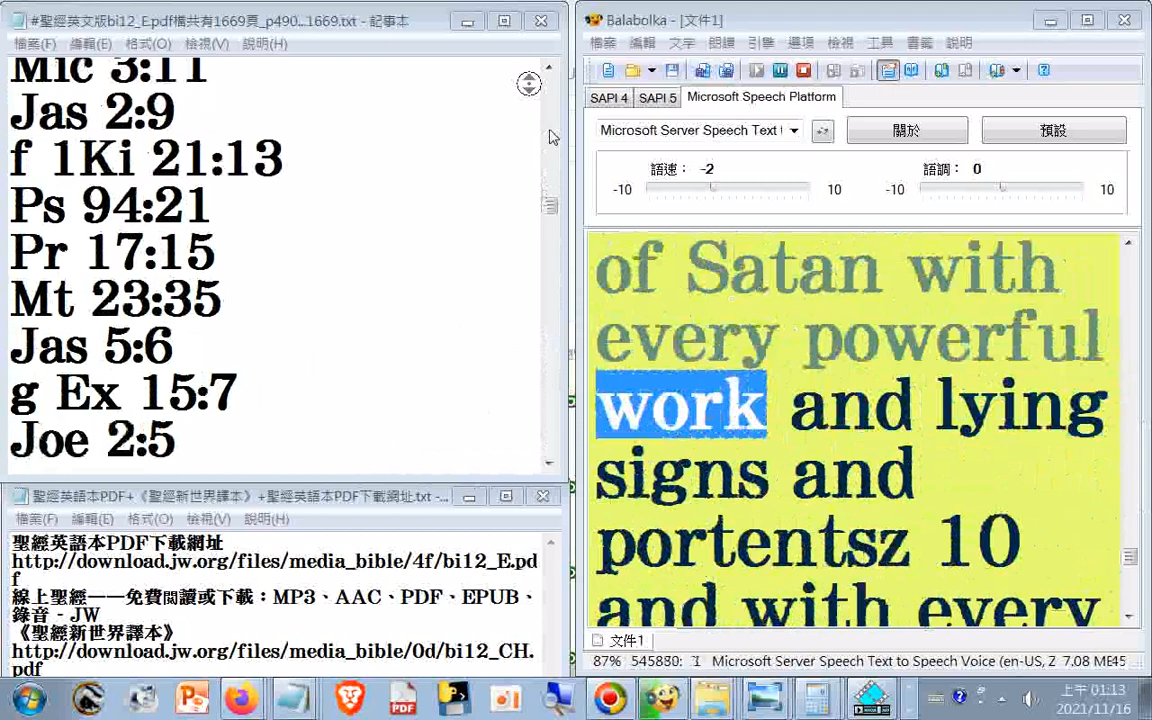 #聖經英文版bi12_E.pdf檔共有1669頁_p490...1669.txt - 記事本
檔案(F) 編輯(E) 格式(O) 檢視(V) 說明(H)
Mic 3:11
Jas 2:9
f 1Ki 21:13
Ps 94:21
Pr 17:15
Mt 23:35
Jas 5:6
g Ex 15:7
Joe 2:5
聖經英語本PDF+《聖經新世界譯本》+聖經英語本PDF下載網址.txt -...
檔案(F) 編輯(E) 格式(O) 檢視(V) 說明(H)
聖經英語本PDF下載網址
http://download.jw.org/files/media_bible/4f/bi12_E.pd
f
線上聖經——免費閱讀或下載：MP3、AAC、PDF、EPUB、
錄音 - JW
《聖經新世界譯本》
http://download.jw.org/files/media_bible/0d/bi12_CH.
pdf
Balabolka - [文件1]
檔案 編輯 文字 朗讀 引擎 選項 檢視 工具 書籤 說明
SAPI 4 SAPI 5 Microsoft Speech Platform
Microsoft Server Speech Text 關於 預設
語速： -2 語調： 0
-10 10 -10 10
of Satan with
every powerful
work and lying
signs and
portentsz 10
and with every
文件1
87% 545880: Microsoft Server Speech Text to Speech Voice (en-US, Z 7.08 ME45
上午 01:13
2021/11/16